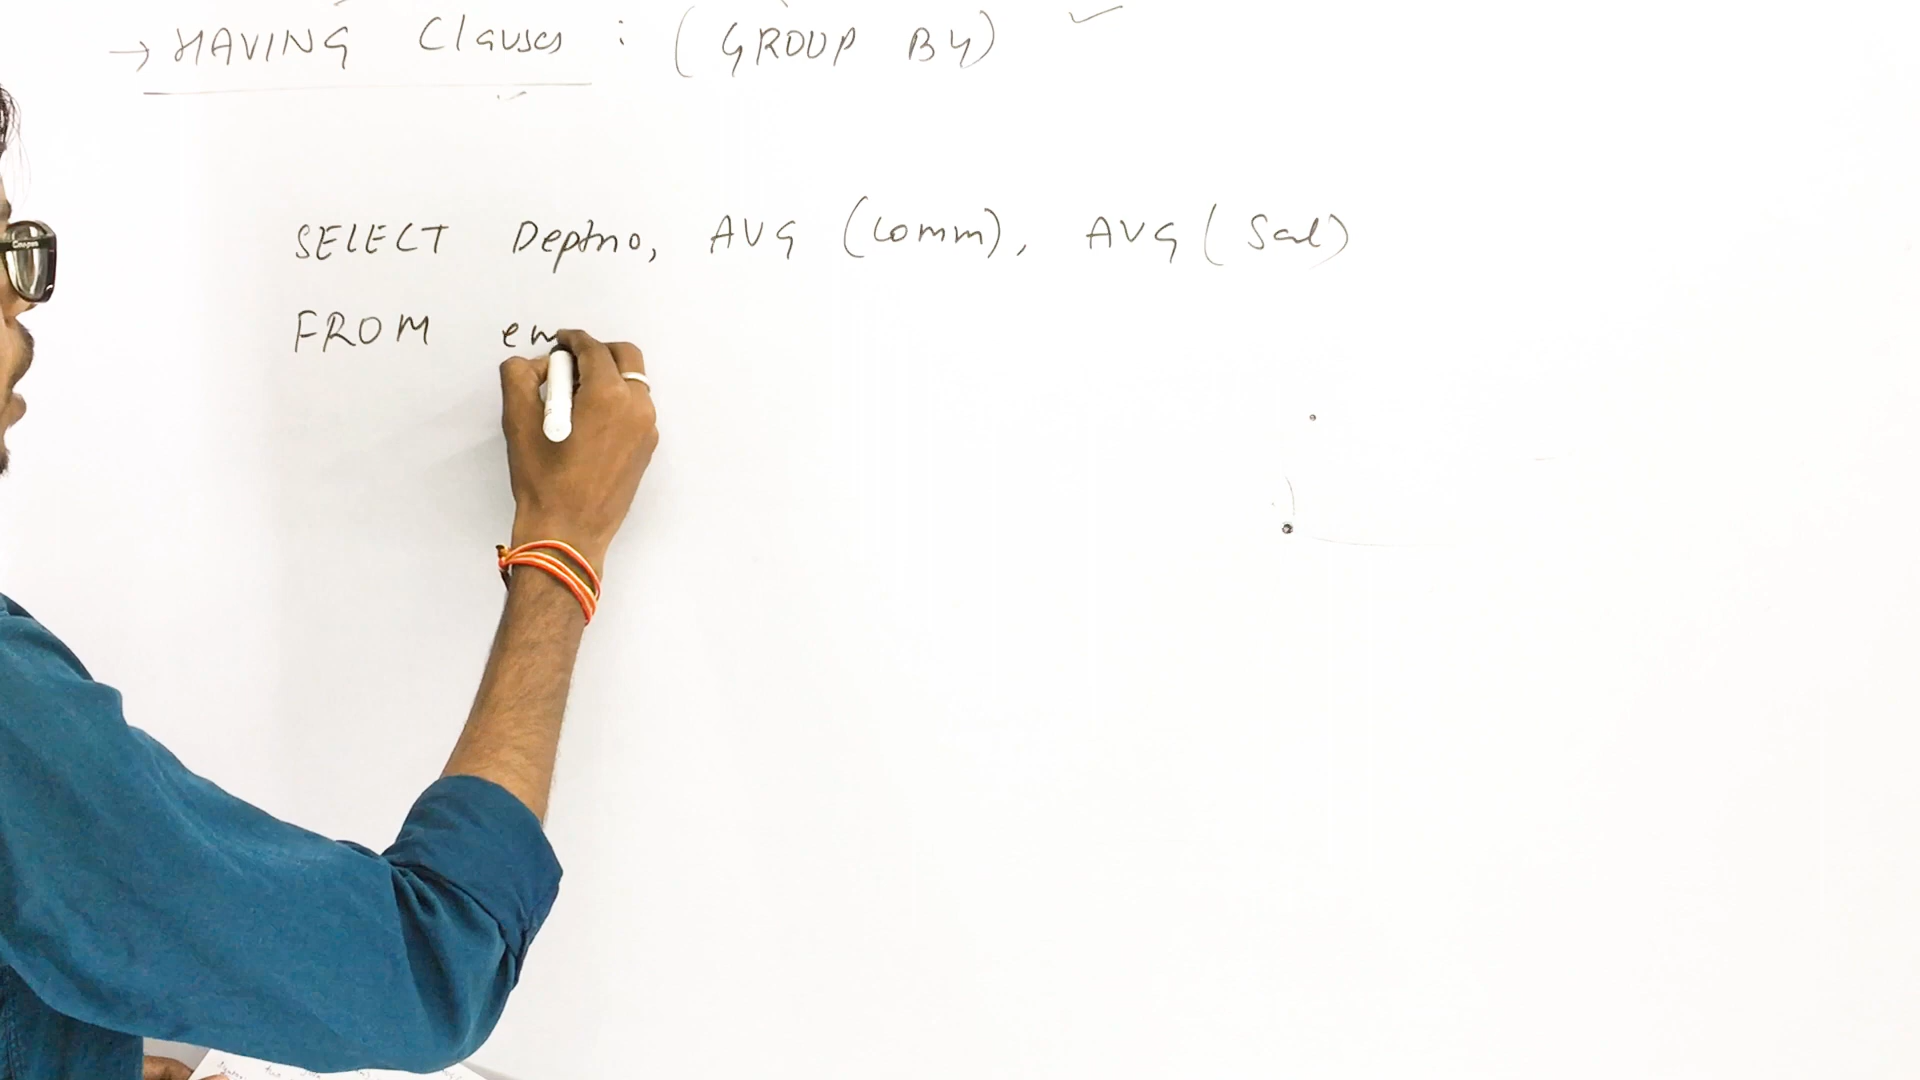 → HAVING Clauses : (GROUP BY) ✓
SELECT Deptno, AVG (Comm), AVG (Sal)
FROM em